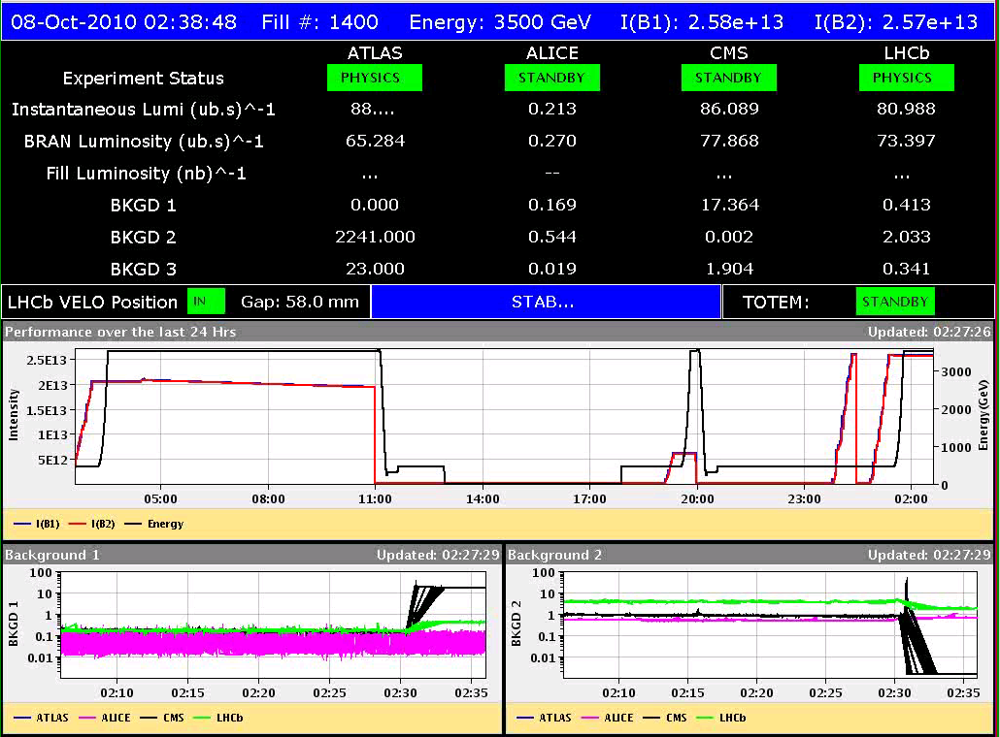 08-Oct-2010 02:38:48 Fill #: 1400 Energy: 3500 GeV I(B1): 2.58e+13 I(B2): 2.57e+13
ATLAS ALICE CMS LHCb
Experiment Status PHYSICS STANDBY STANDBY PHYSICS
Instantaneous Lumi (ub.s)^-1 88.... 0.213 86.089 80.988
BRAN Luminosity (ub.s)^-1 65.284 0.270 77.868 73.397
Fill Luminosity (nb)^-1 ... -- ... ...
BKGD 1 0.000 0.169 17.364 0.413
BKGD 2 2241.000 0.544 0.002 2.033
BKGD 3 23.000 0.019 1.904 0.341
LHCb VELO Position IN Gap: 58.0 mm STAB... TOTEM: STANDBY
Performance over the last 24 Hrs Updated: 02:27:26
Intensity
2.5E13
2E13
1.5E13
1E13
5E12
3000
2000
1000
0
Energy(GeV)
05:00 08:00 11:00 14:00 17:00 20:00 23:00 02:00
I(B1) I(B2) Energy
Background 1 Updated: 02:27:29
BKGD 1
100
10
1
0.1
0.01
02:10 02:15 02:20 02:25 02:30 02:35
ATLAS ALICE CMS LHCb
Background 2 Updated: 02:27:29
BKGD 2
100
10
1
0.1
0.01
02:10 02:15 02:20 02:25 02:30 02:35
ATLAS ALICE CMS LHCb